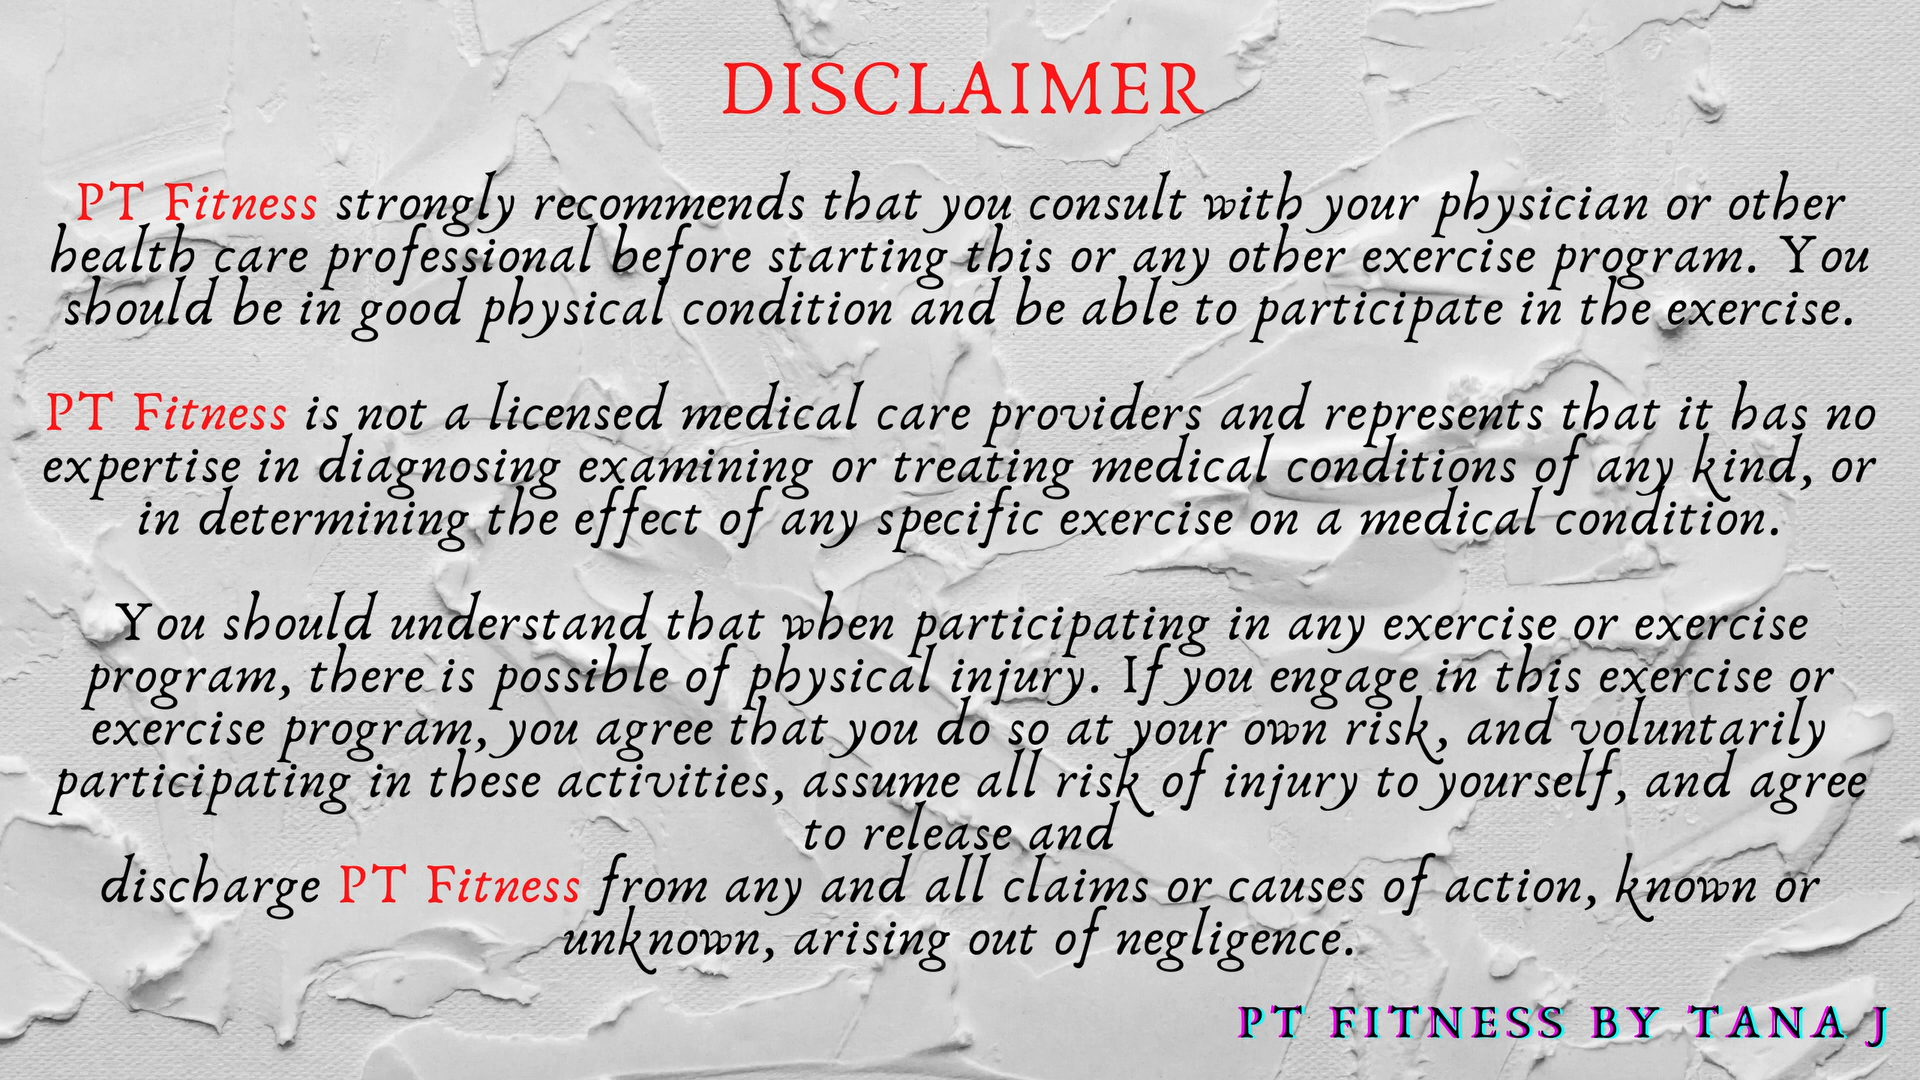 DISCLAIMER
PT Fitness strongly recommends that you consult with your physician or other
health care professional before starting this or any other exercise program. You
should be in good physical condition and be able to participate in the exercise.
PT Fitness is not a licensed medical care providers and represents that it has no
expertise in diagnosing examining or treating medical conditions of any kind, or
in determining the effect of any specific exercise on a medical condition.
You should understand that when participating in any exercise or exercise
program, there is possible of physical injury. If you engage in this exercise or
exercise program, you agree that you do so at your own risk, and voluntarily
participating in these activities, assume all risk of injury to yourself, and agree
to release and
discharge PT Fitness from any and all claims or causes of action, known or
unknown, arising out of negligence.
PT FITNESS BY TANA J